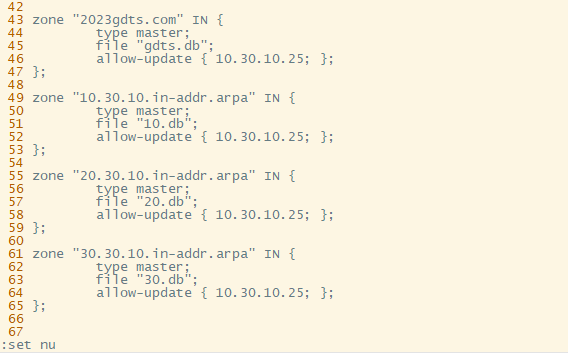 42
43 zone "2023gdts.com" IN {
44         type master;
45         file "gdts.db";
46         allow-update { 10.30.10.25; };
47 };
48
49 zone "10.30.10.in-addr.arpa" IN {
50         type master;
51         file "10.db";
52         allow-update { 10.30.10.25; };
53 };
54
55 zone "20.30.10.in-addr.arpa" IN {
56         type master;
57         file "20.db";
58         allow-update { 10.30.10.25; };
59 };
60
61 zone "30.30.10.in-addr.arpa" IN {
62         type master;
63         file "30.db";
64         allow-update { 10.30.10.25; };
65 };
66
67
:set nu